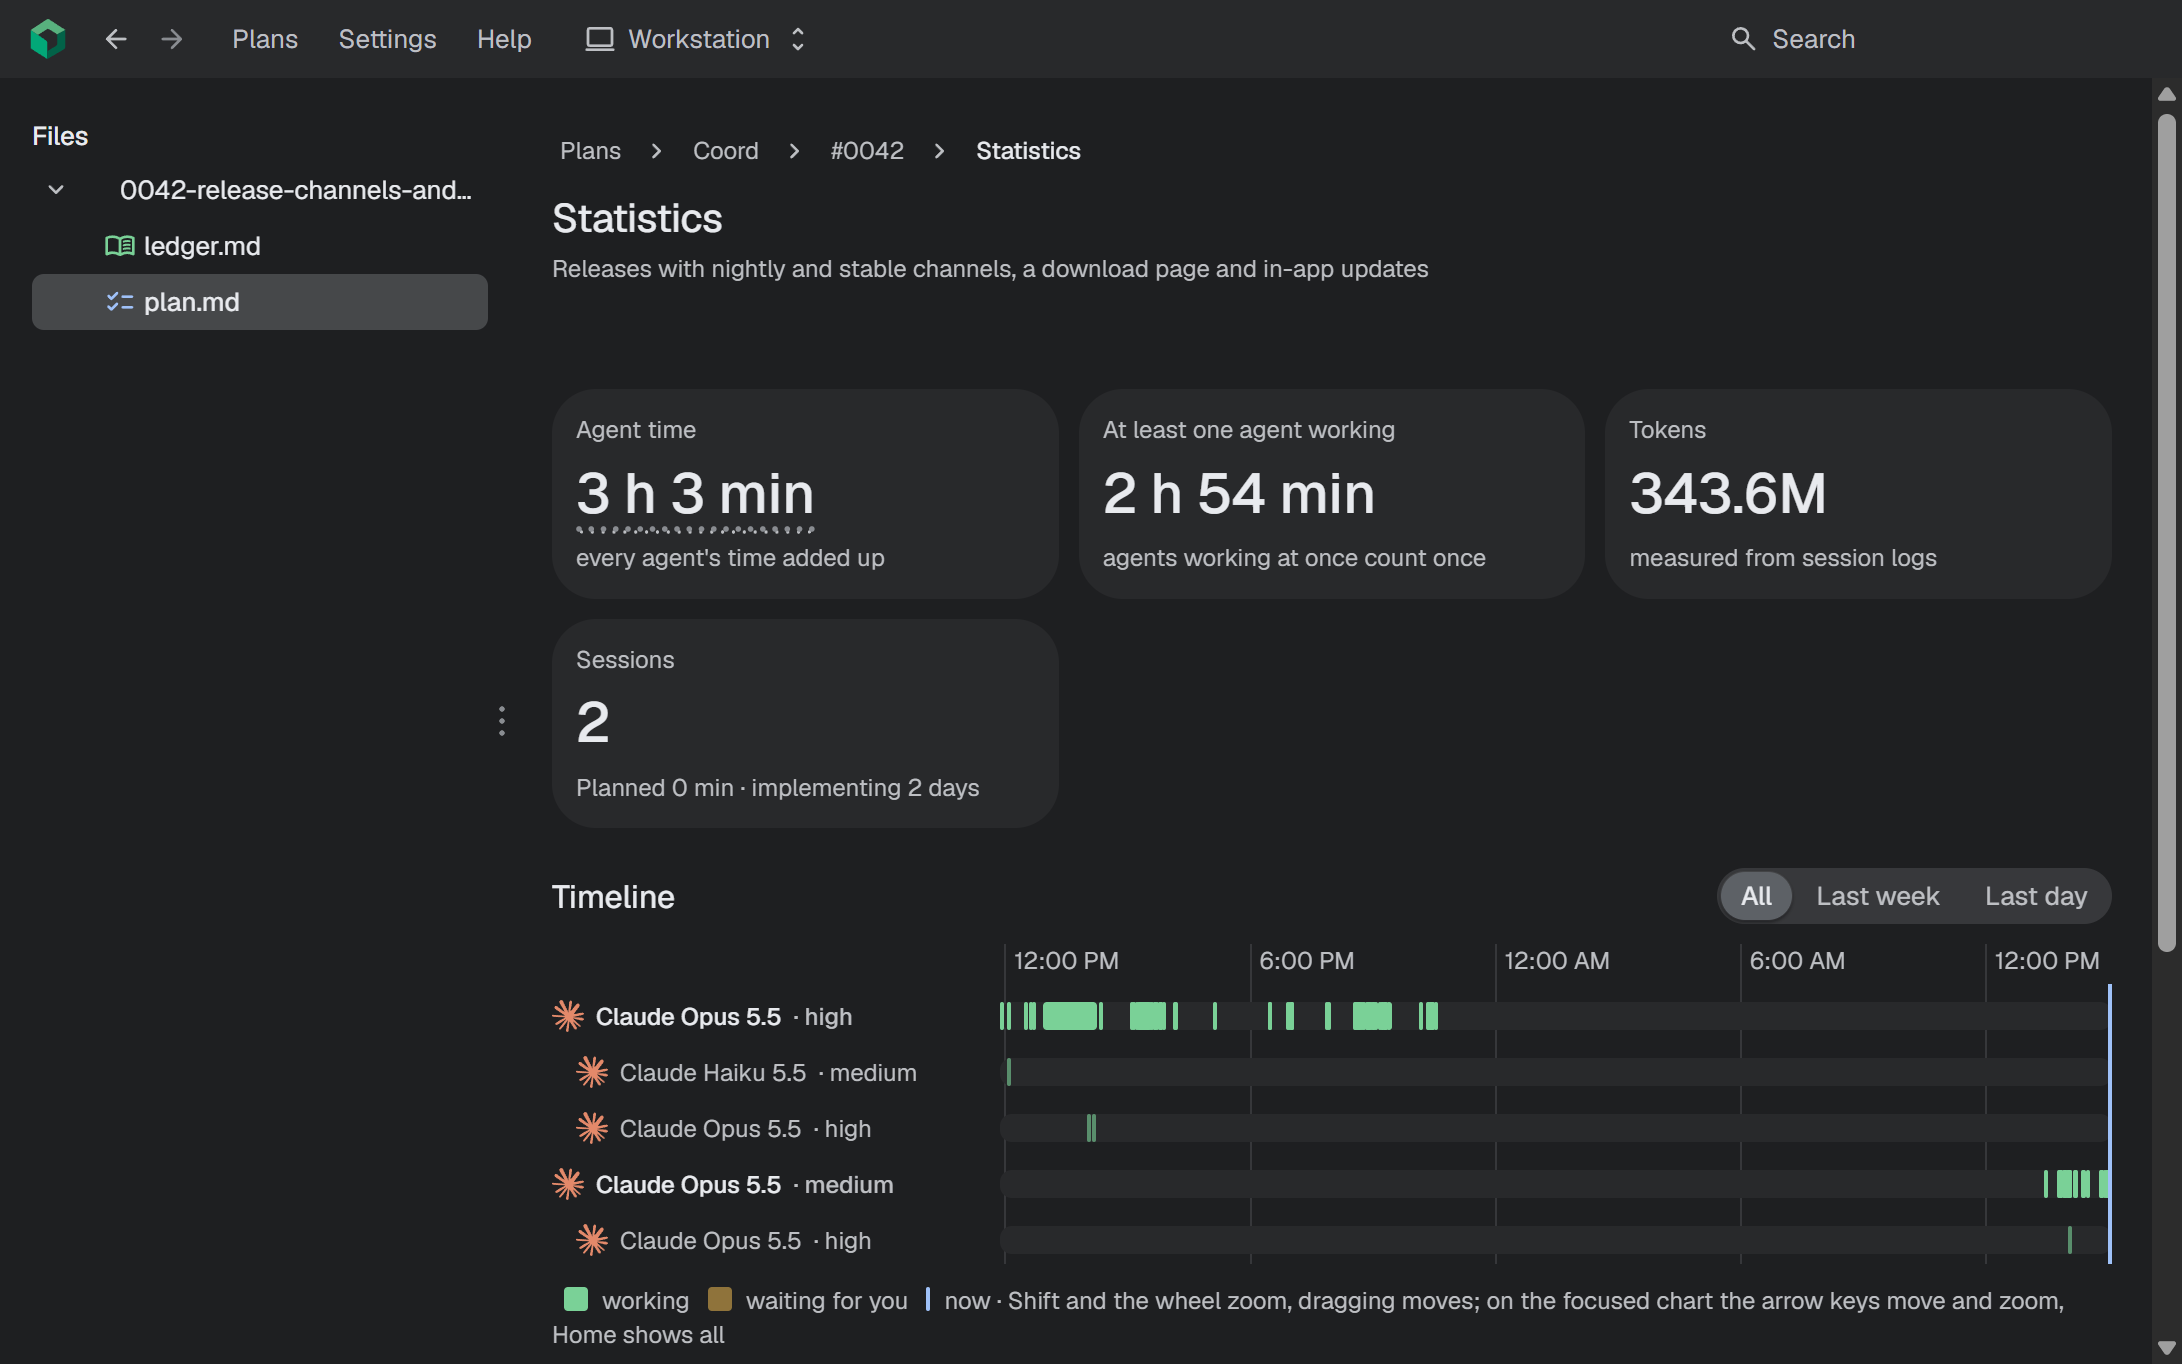 Plans Settings Help Workstation Search
Files
0042-release-channels-and...
ledger.md
plan.md
Plans Coord #0042 Statistics
Statistics
Releases with nightly and stable channels, a download page and in-app updates
Agent time
3 h 3 min
every agent's time added up
At least one agent working
2 h 54 min
agents working at once count once
Tokens
343.6M
measured from session logs
Sessions
2
Planned 0 min · implementing 2 days
Timeline
All Last week Last day
12:00 PM 6:00 PM 12:00 AM 6:00 AM 12:00 PM
Claude Opus 5.5 · high
Claude Haiku 5.5 · medium
Claude Opus 5.5 · high
Claude Opus 5.5 · medium
Claude Opus 5.5 · high
working waiting for you now · Shift and the wheel zoom, dragging moves; on the focused chart the arrow keys move and zoom,
Home shows all